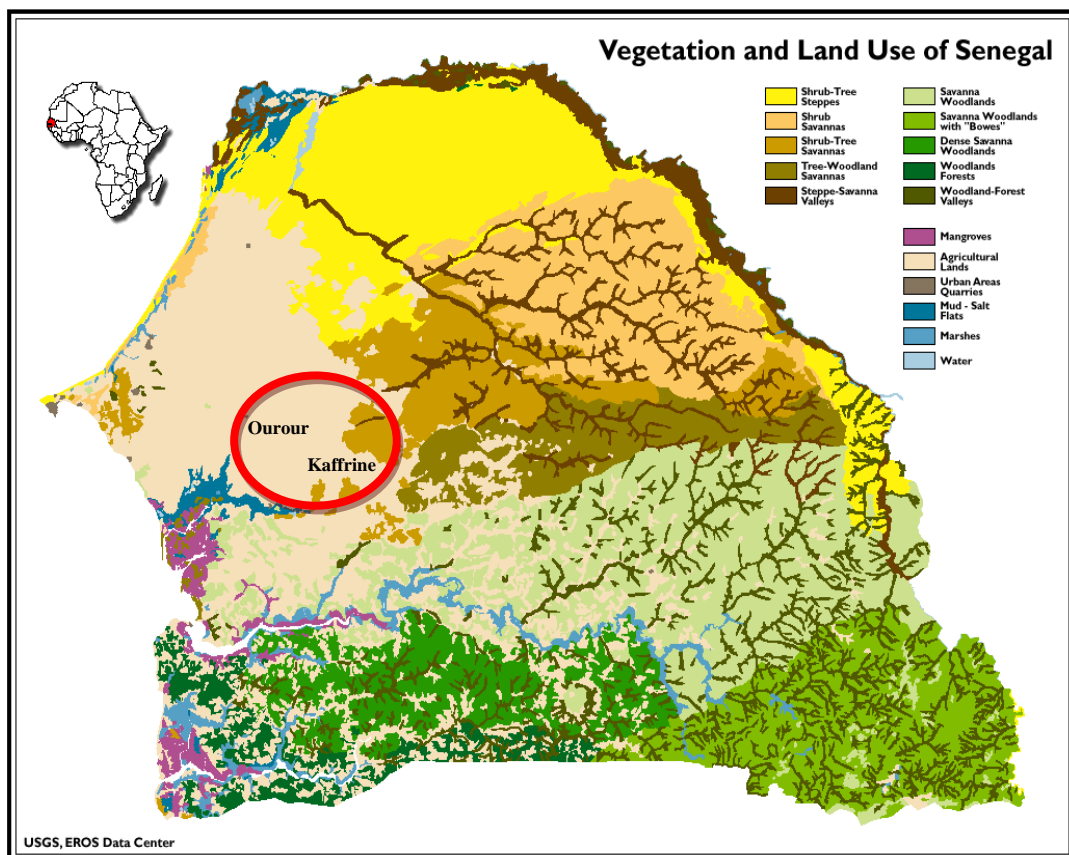 Vegetation and Land Use of Senegal
Shrub-Tree
Steppes
Shrub
Savannas
Shrub-Tree
Savannas
Tree-Woodland
Savannas
Steppe-Savanna
Valleys
Savanna
Woodlands
Savanna Woodlands
with "Bowes"
Dense Savanna
Woodlands
Woodlands
Forests
Woodland-Forest
Valleys
Mangroves
Agricultural
Lands
Urban Areas
Quarries
Mud - Salt
Flats
Marshes
Water
Ourour
Kaffrine
USGS, EROS Data Center